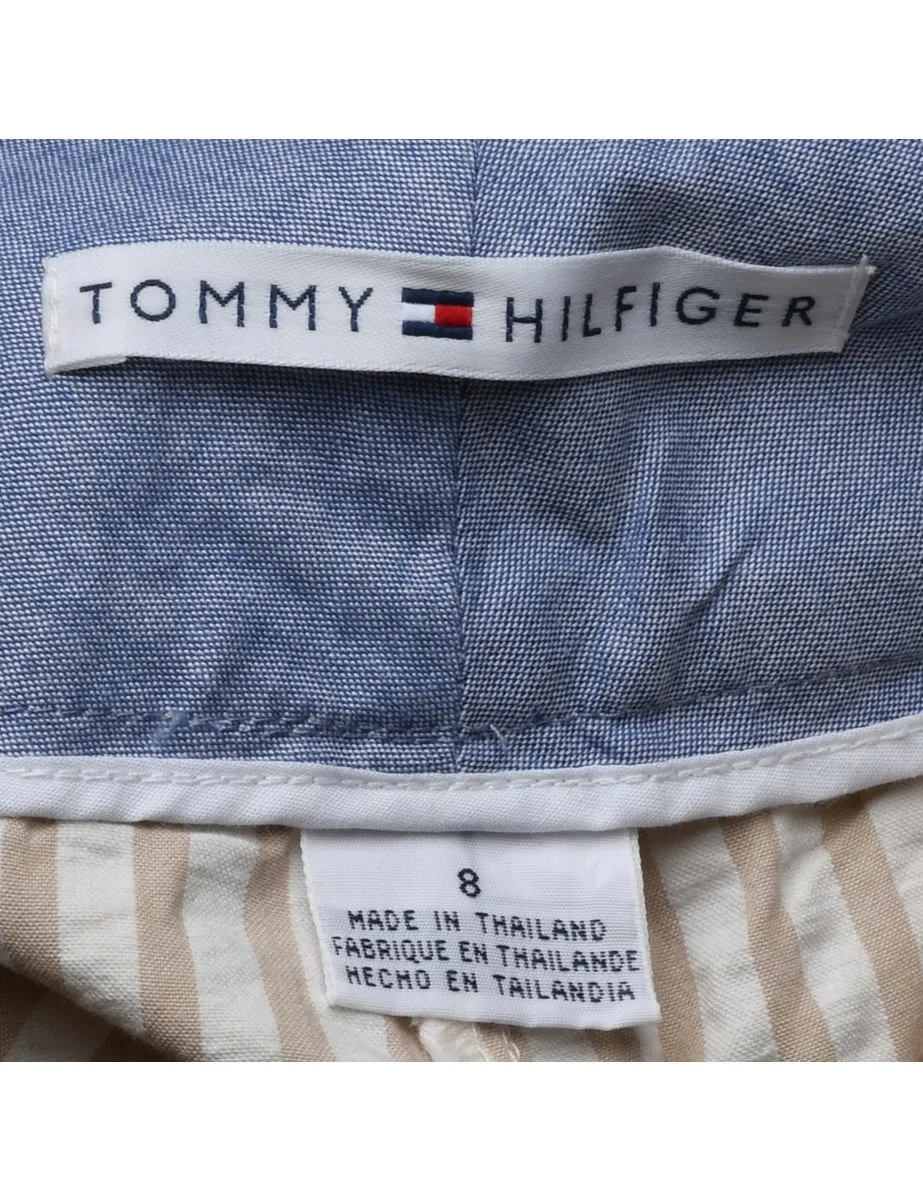 TOMMY HILFIGER
8
MADE IN THAILAND
FABRIQUE EN THAILANDE
HECHO EN TAILANDIA